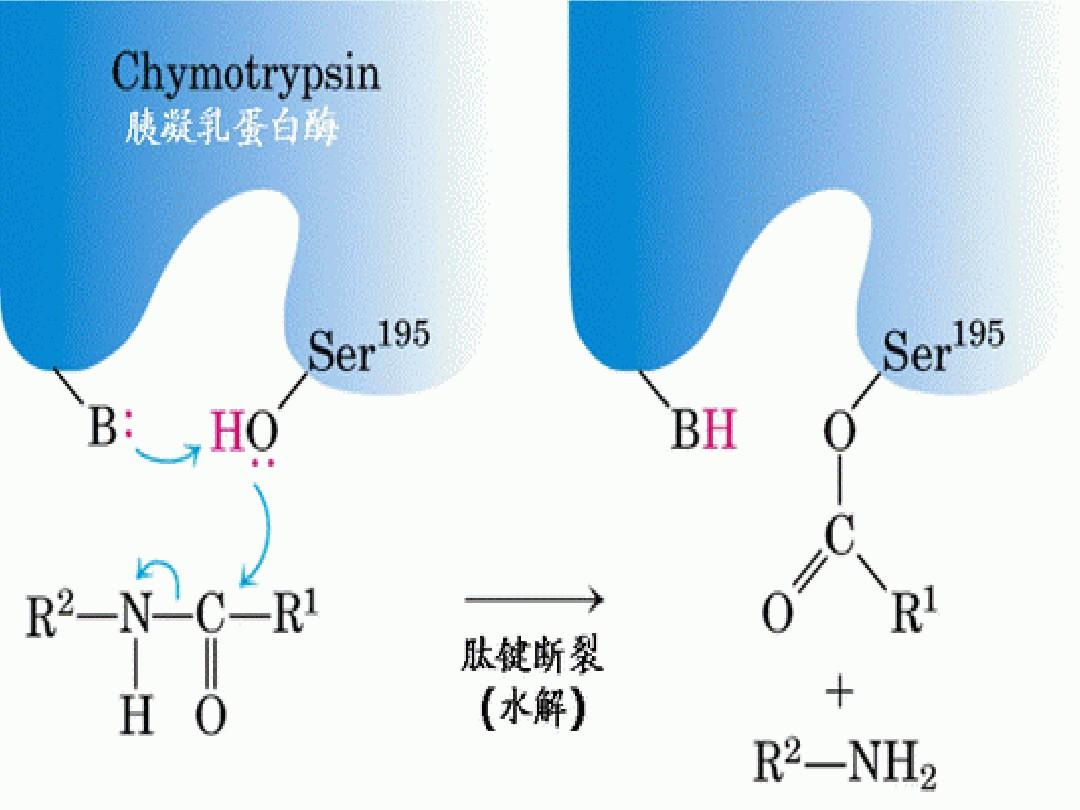 Chymotrypsin
胰凝乳蛋白酶
Ser¹⁹⁵
B: HO
R²—N—C—R¹
H O
肽键断裂
(水解)
Ser¹⁹⁵
BH O
C
O R¹
+
R²—NH₂